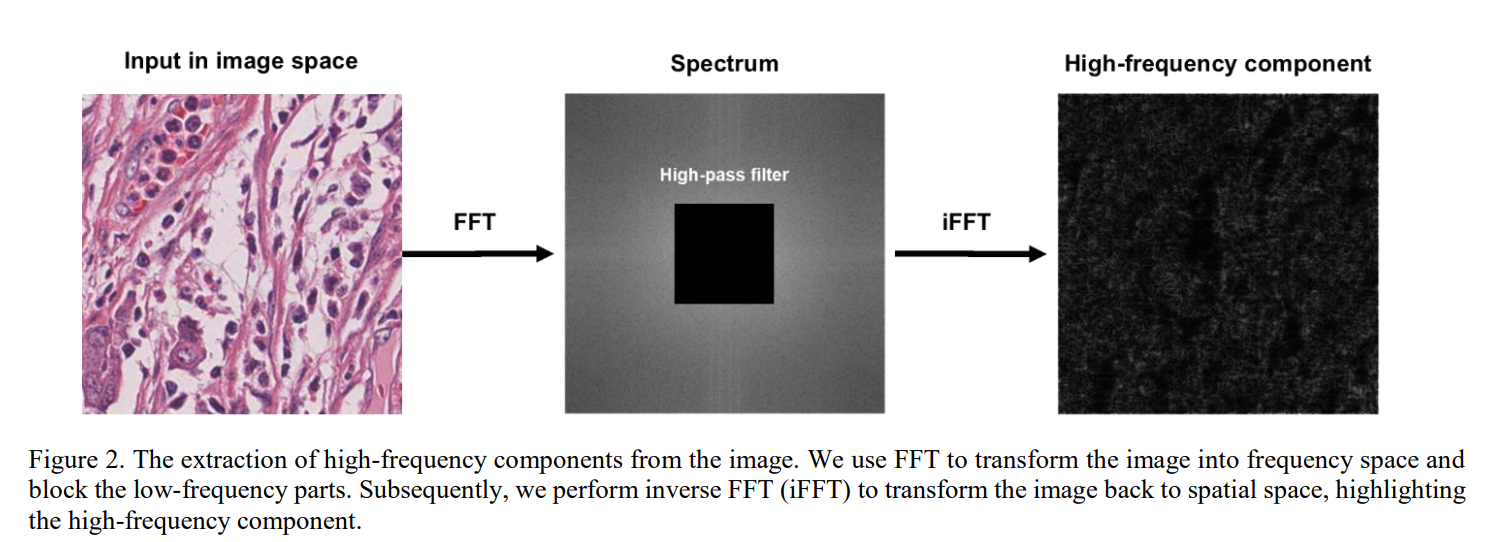 Input in image space
Spectrum
High-frequency component
High-pass filter
FFT
iFFT
Figure 2. The extraction of high-frequency components from the image. We use FFT to transform the image into frequency space and
block the low-frequency parts. Subsequently, we perform inverse FFT (iFFT) to transform the image back to spatial space, highlighting
the high-frequency component.